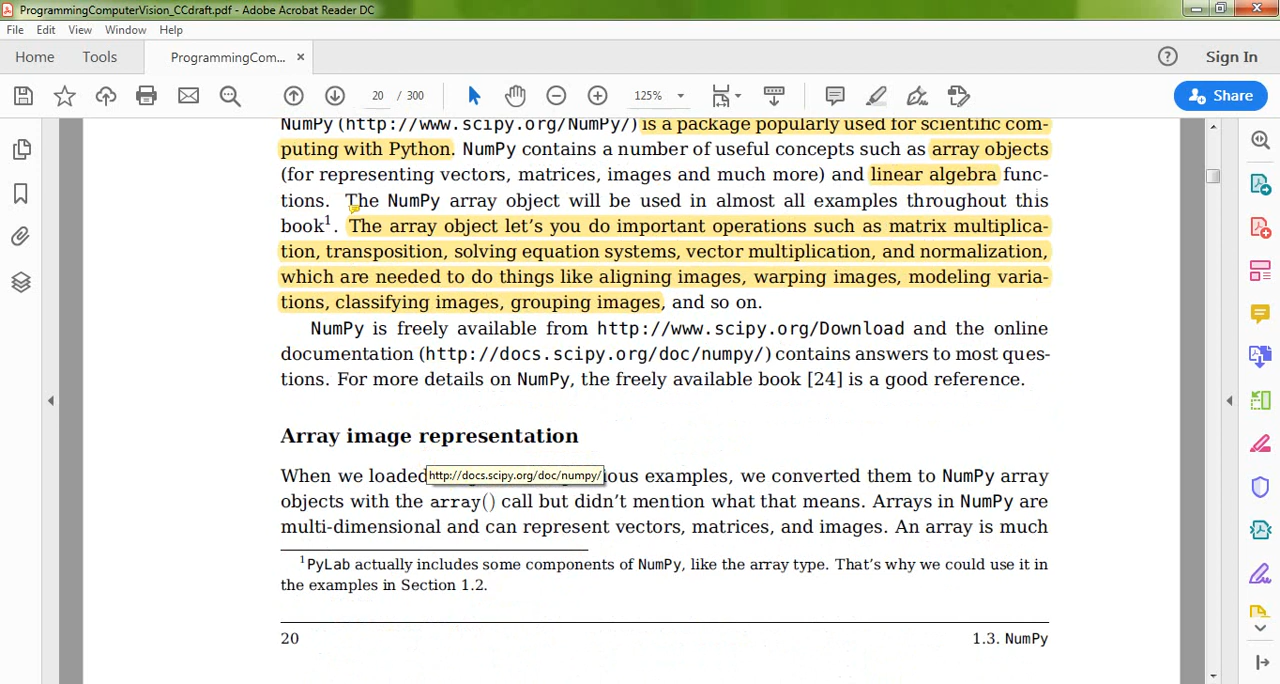 ProgrammingComputerVision_CCdraft.pdf - Adobe Acrobat Reader DC
File Edit View Window Help
Home Tools ProgrammingCom... × ? Sign In
20 / 300 125% Share
NumPy (http://www.scipy.org/NumPy/) is a package popularly used for scientific com-
puting with Python. NumPy contains a number of useful concepts such as array objects
(for representing vectors, matrices, images and much more) and linear algebra func-
tions. The NumPy array object will be used in almost all examples throughout this
book1. The array object let's you do important operations such as matrix multiplica-
tion, transposition, solving equation systems, vector multiplication, and normalization,
which are needed to do things like aligning images, warping images, modeling varia-
tions, classifying images, grouping images, and so on.
NumPy is freely available from http://www.scipy.org/Download and the online
documentation (http://docs.scipy.org/doc/numpy/) contains answers to most ques-
tions. For more details on NumPy, the freely available book [24] is a good reference.
Array image representation
When we loaded http://docs.scipy.org/doc/numpy/ ious examples, we converted them to NumPy array
objects with the array() call but didn't mention what that means. Arrays in NumPy are
multi-dimensional and can represent vectors, matrices, and images. An array is much
1PyLab actually includes some components of NumPy, like the array type. That's why we could use it in
the examples in Section 1.2.
20 1.3. NumPy